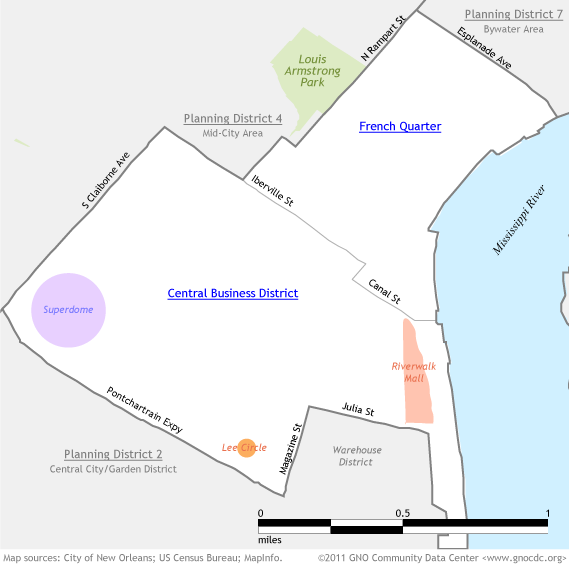 Planning District 7
Bywater Area
N Rampart St
Esplanade Ave
Louis
Armstrong
Park
Planning District 4
Mid-City Area
French Quarter
S Claiborne Ave
Iberville St
Mississippi River
Canal St
Central Business District
Superdome
Riverwalk
Mall
Pontchartrain Expy
Julia St
Magazine St
Lee Circle
Warehouse
District
Planning District 2
Central City/Garden District
0 0.5 1
miles
Map sources: City of New Orleans; US Census Bureau; MapInfo. ©2011 GNO Community Data Center <www.gnocdc.org>